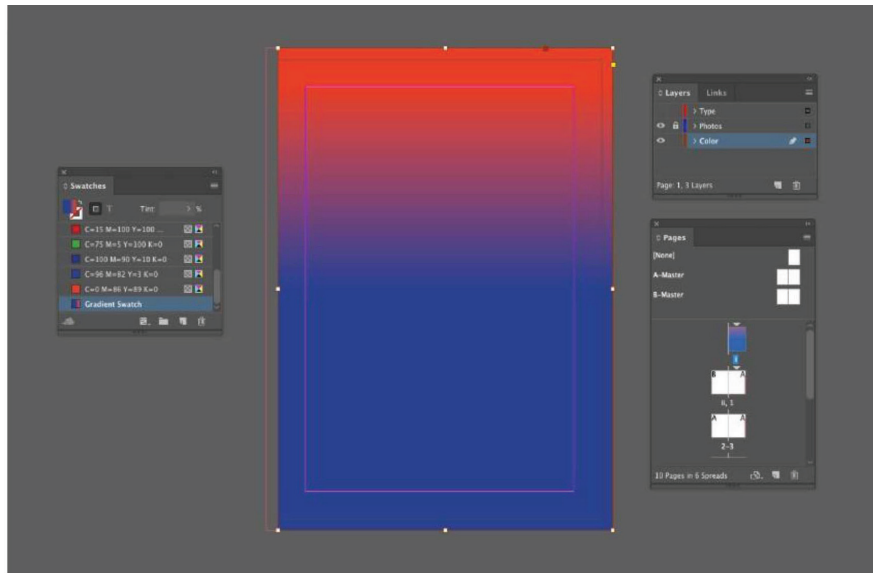 Swatches
T Tint: > %
C=15 M=100 Y=100 ...
C=75 M=5 Y=100 K=0
C=100 M=90 Y=10 K=0
C=96 M=82 Y=3 K=0
C=0 M=86 Y=89 K=0
Gradient Swatch
Layers Links
> Type
> Photos
> Color
Page: 1, 3 Layers
Pages
[None]
A-Master
B-Master
1
B A
6, 1
A A
2-3
10 Pages in 6 Spreads